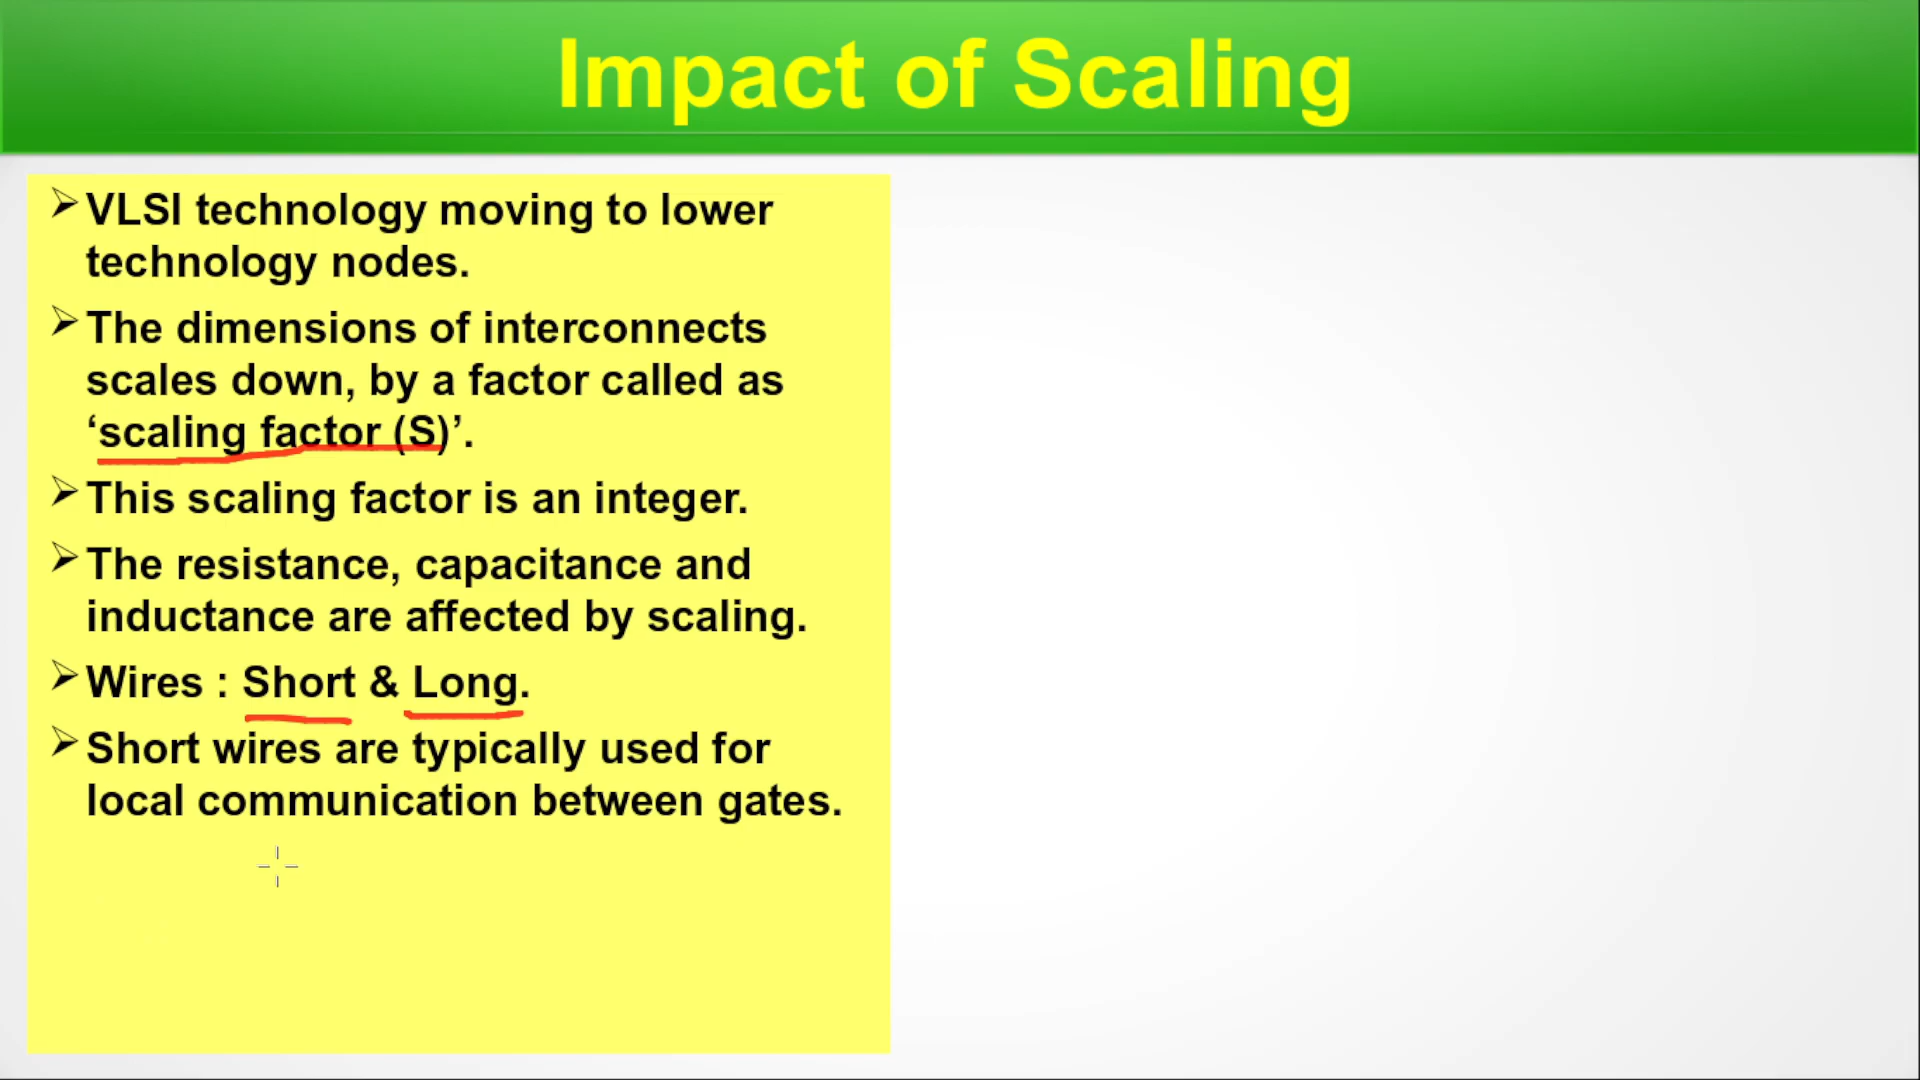 Impact of Scaling
VLSI technology moving to lower
technology nodes.
The dimensions of interconnects
scales down, by a factor called as
‘scaling factor (S)’.
This scaling factor is an integer.
The resistance, capacitance and
inductance are affected by scaling.
Wires : Short & Long.
Short wires are typically used for
local communication between gates.